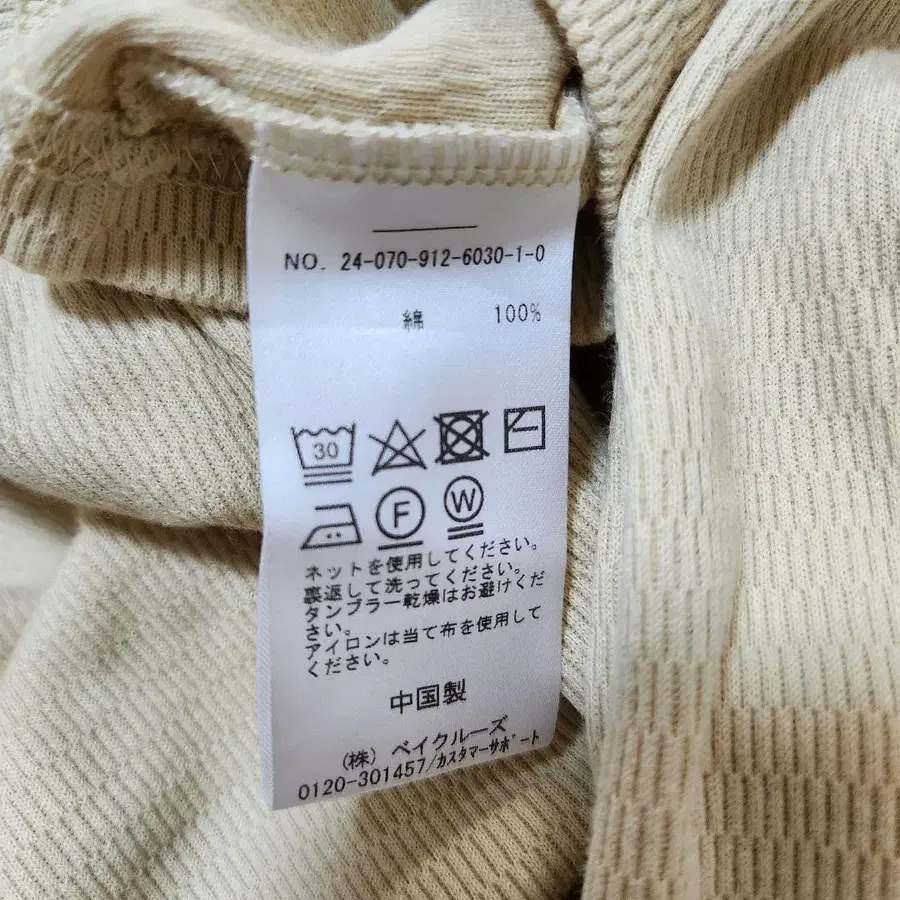 NO. 24-070-912-6030-1-0
綿 100%
30
F W
ネットを使用してください。
裏返して洗ってください。
タンブラー乾燥はお避けくだ
さい。
アイロンは当て布を使用して
ください。
中国製
(株) ベイクルーズ
0120-301457/カスタマーサポート